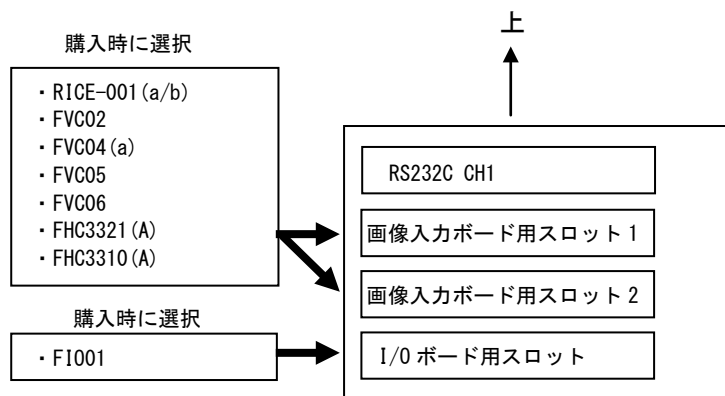 上
購入時に選択
・RICE-001(a/b)
・FVC02
・FVC04(a)
・FVC05
・FVC06
・FHC3321(A)
・FHC3310(A)
RS232C CH1
画像入力ボード用スロット1
画像入力ボード用スロット2
購入時に選択
・FIO01
I/Oボード用スロット